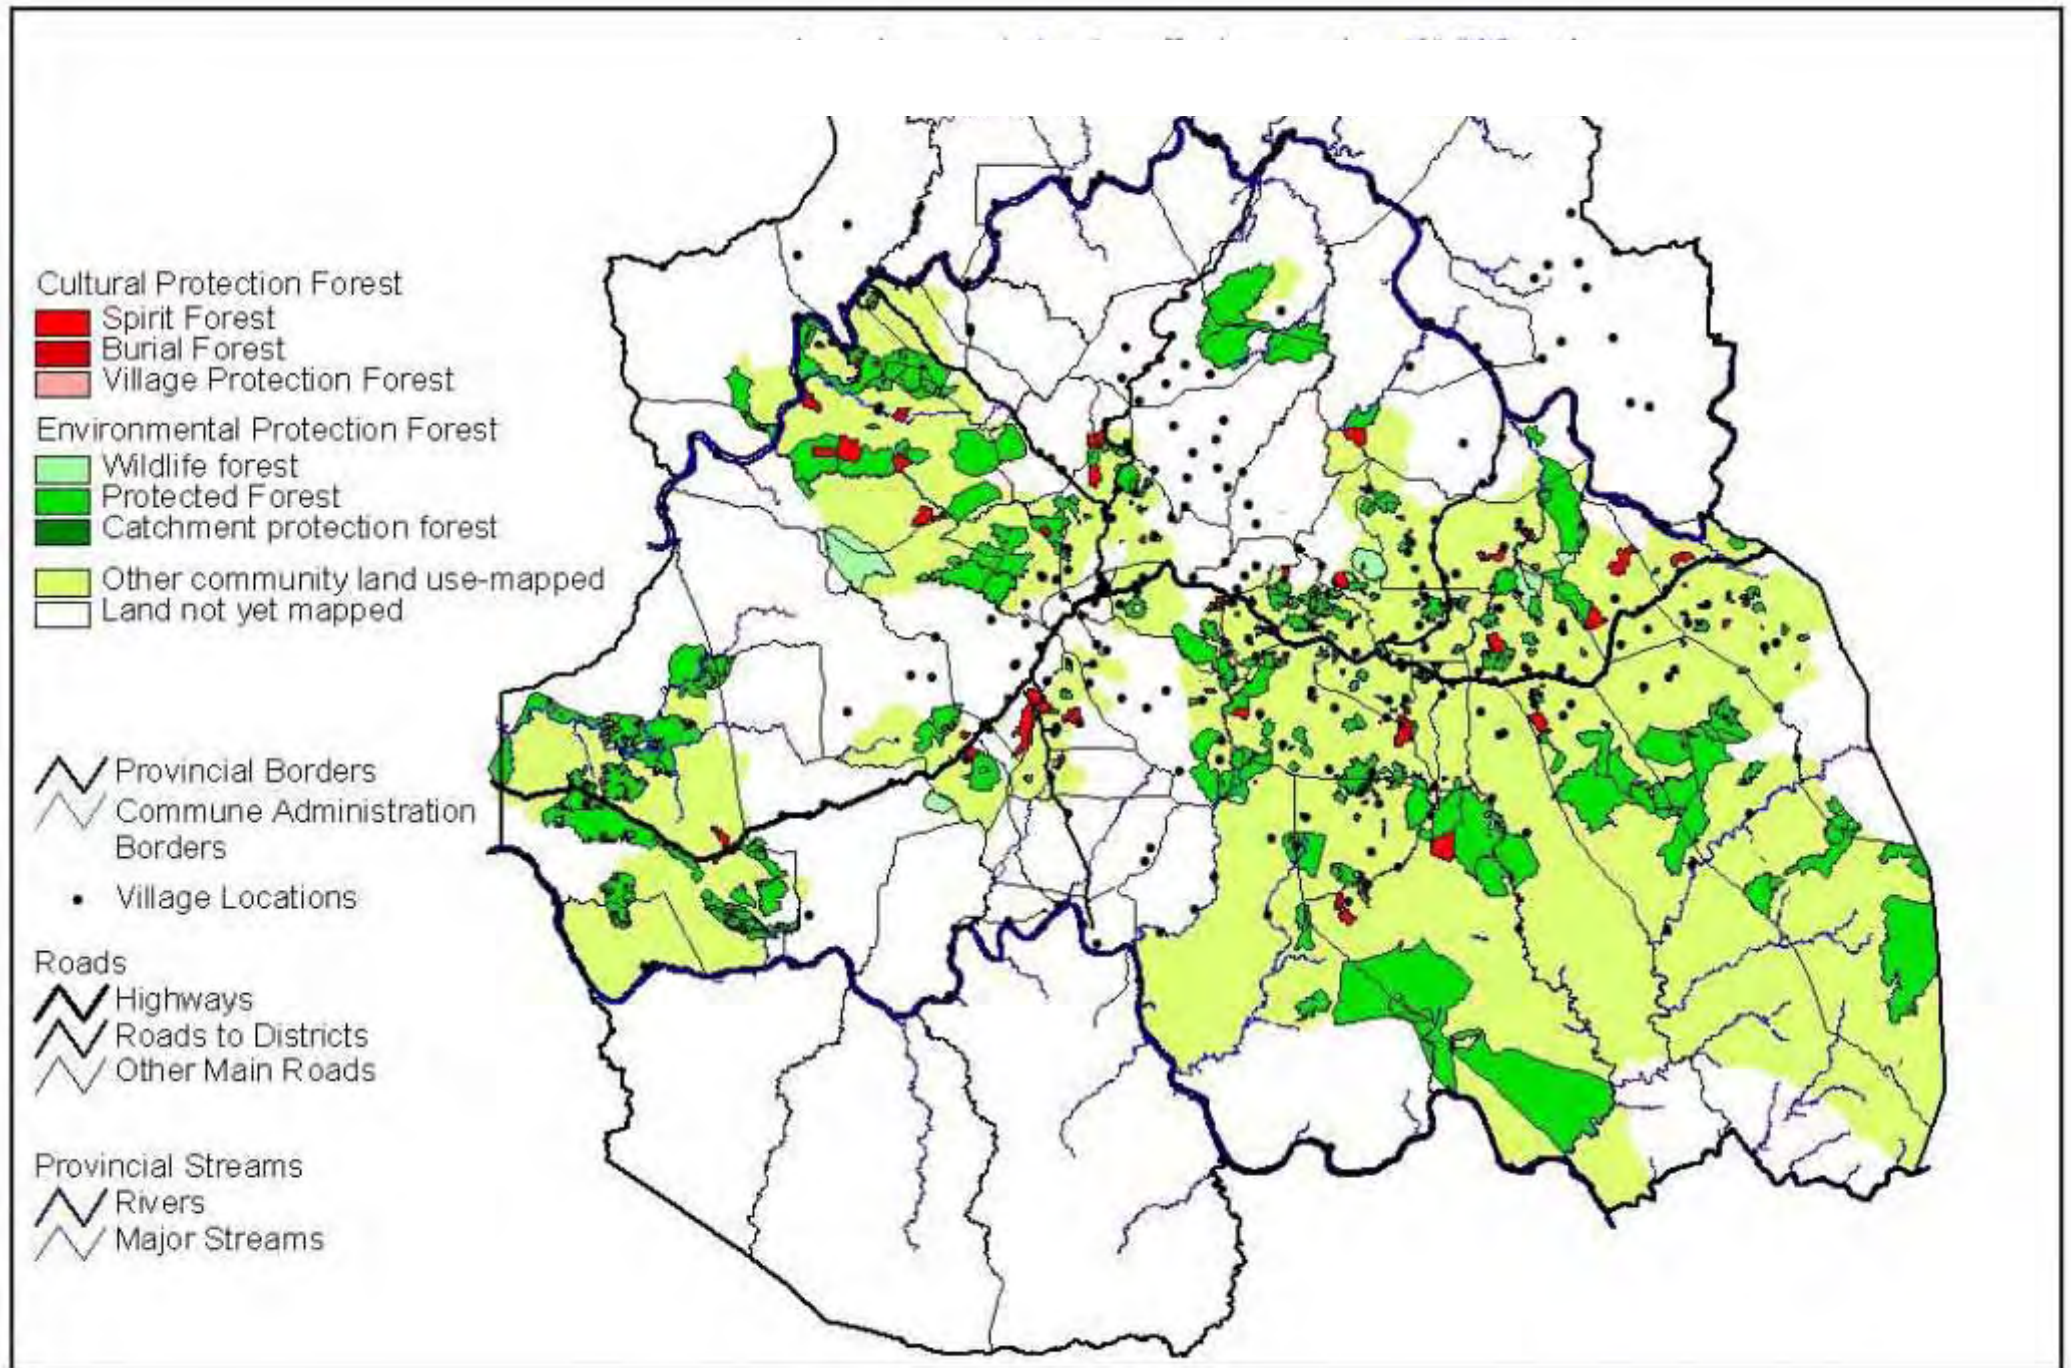 Cultural Protection Forest
Spirit Forest
Burial Forest
Village Protection Forest
Environmental Protection Forest
Wildlife forest
Protected Forest
Catchment protection forest
Other community land use-mapped
Land not yet mapped
Provincial Borders
Commune Administration
Borders
Village Locations
Roads
Highways
Roads to Districts
Other Main Roads
Provincial Streams
Rivers
Major Streams